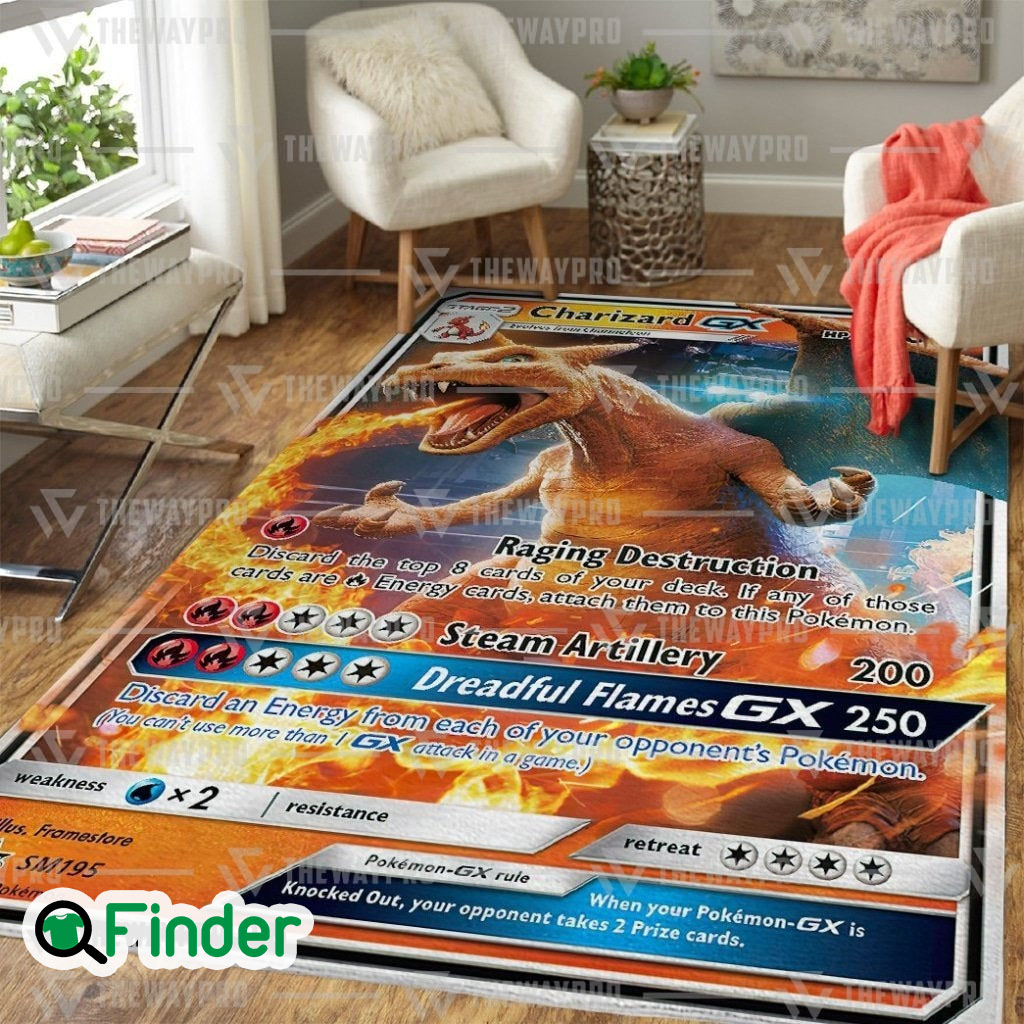 THEWAYPRO
STAGE 2 Charizard GX
Evolves from Charmeleon
HP
Raging Destruction
Discard the top 8 cards of your deck. If any of those
cards are Energy cards, attach them to this Pokémon.
Steam Artillery 200
Dreadful Flames GX 250
Discard an Energy from each of your opponent's Pokémon.
(You can't use more than 1 GX attack in a game.)
weakness ×2 resistance
retreat
Illus. Framestore
SM195
Pokémon-GX rule
When your Pokémon-GX is
Knocked Out, your opponent takes 2 Prize cards.
Finder